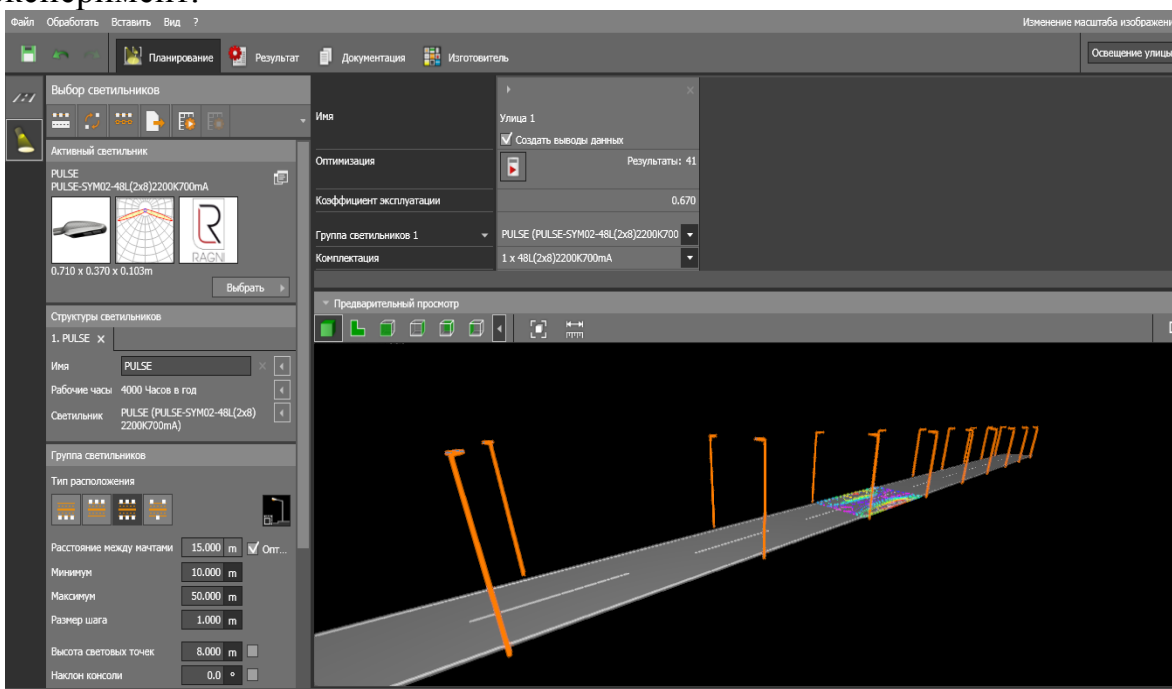 эксперимент.
Файл Обработать Вставить Вид ?
Изменение масштаба изображени
Планирование Результат Документация Изготовитель
Освещение улицы
Выбор светильников
Активный светильник
PULSE
PULSE-SYM02-48L(2x8)2200K700mA
RAGNI
0.710 x 0.370 x 0.103m
Выбрать
Структуры светильников
1. PULSE X
Имя PULSE
Рабочие часы 4000 Часов в год
Светильник PULSE (PULSE-SYM02-48L(2x8)
2200K700mA)
Группа светильников
Тип расположения
Расстояние между мачтами 15.000 m Опт...
Минимум 10.000 m
Максимум 50.000 m
Размер шага 1.000 m
Высота световых точек 8.000 m
Наклон консоли 0.0 °
Имя Улица 1
Создать выводы данных
Оптимизация Результаты: 41
Коэффициент эксплуатации 0.670
Группа светильников 1 PULSE (PULSE-SYM02-48L(2x8)2200K700
Комплектация 1 x 48L(2x8)2200K700mA
Предварительный просмотр